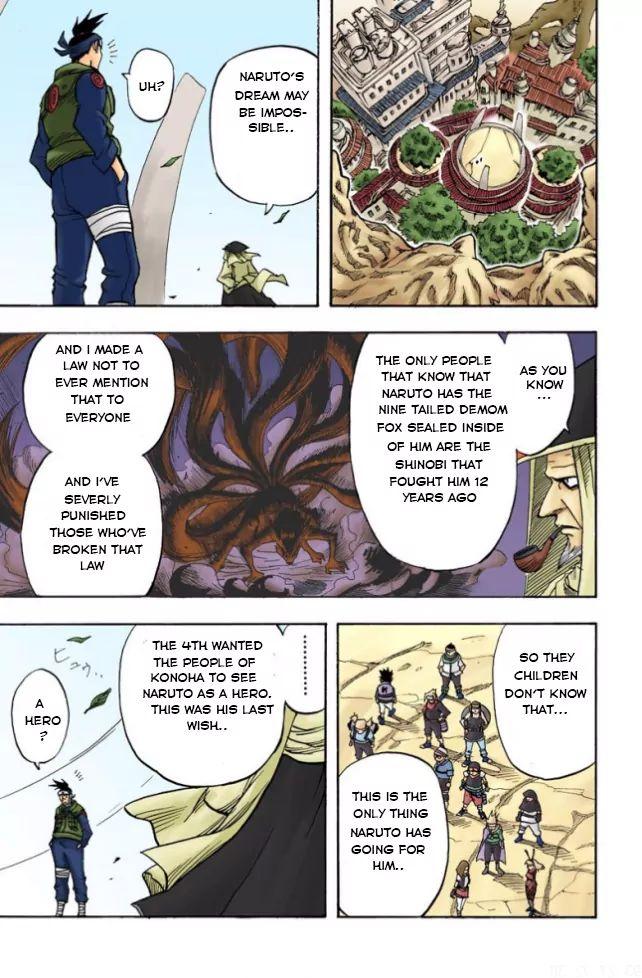 NARUTO'S
DREAM MAY
BE IMPOS-
SIBLE..
UH?
AS YOU
KNOW
...
THE ONLY PEOPLE
THAT KNOW THAT
NARUTO HAS THE
NINE TAILED DEMOM
FOX SEALED INSIDE
OF HIM ARE THE
SHINOBI THAT
FOUGHT HIM 12
YEARS AGO
AND I MADE A
LAW NOT TO
EVER MENTION
THAT TO
EVERYONE
AND I'VE
SEVERLY
PUNISHED
THOSE WHO'VE
BROKEN THAT
LAW
SO THEY
CHILDREN
DON'T KNOW
THAT...
THIS IS THE
ONLY THING
NARUTO HAS
GOING FOR
HIM..
.........
THE 4TH WANTED
THE PEOPLE OF
KONOHA TO SEE
NARUTO AS A HERO.
THIS WAS HIS LAST
WISH..
A
HERO
?